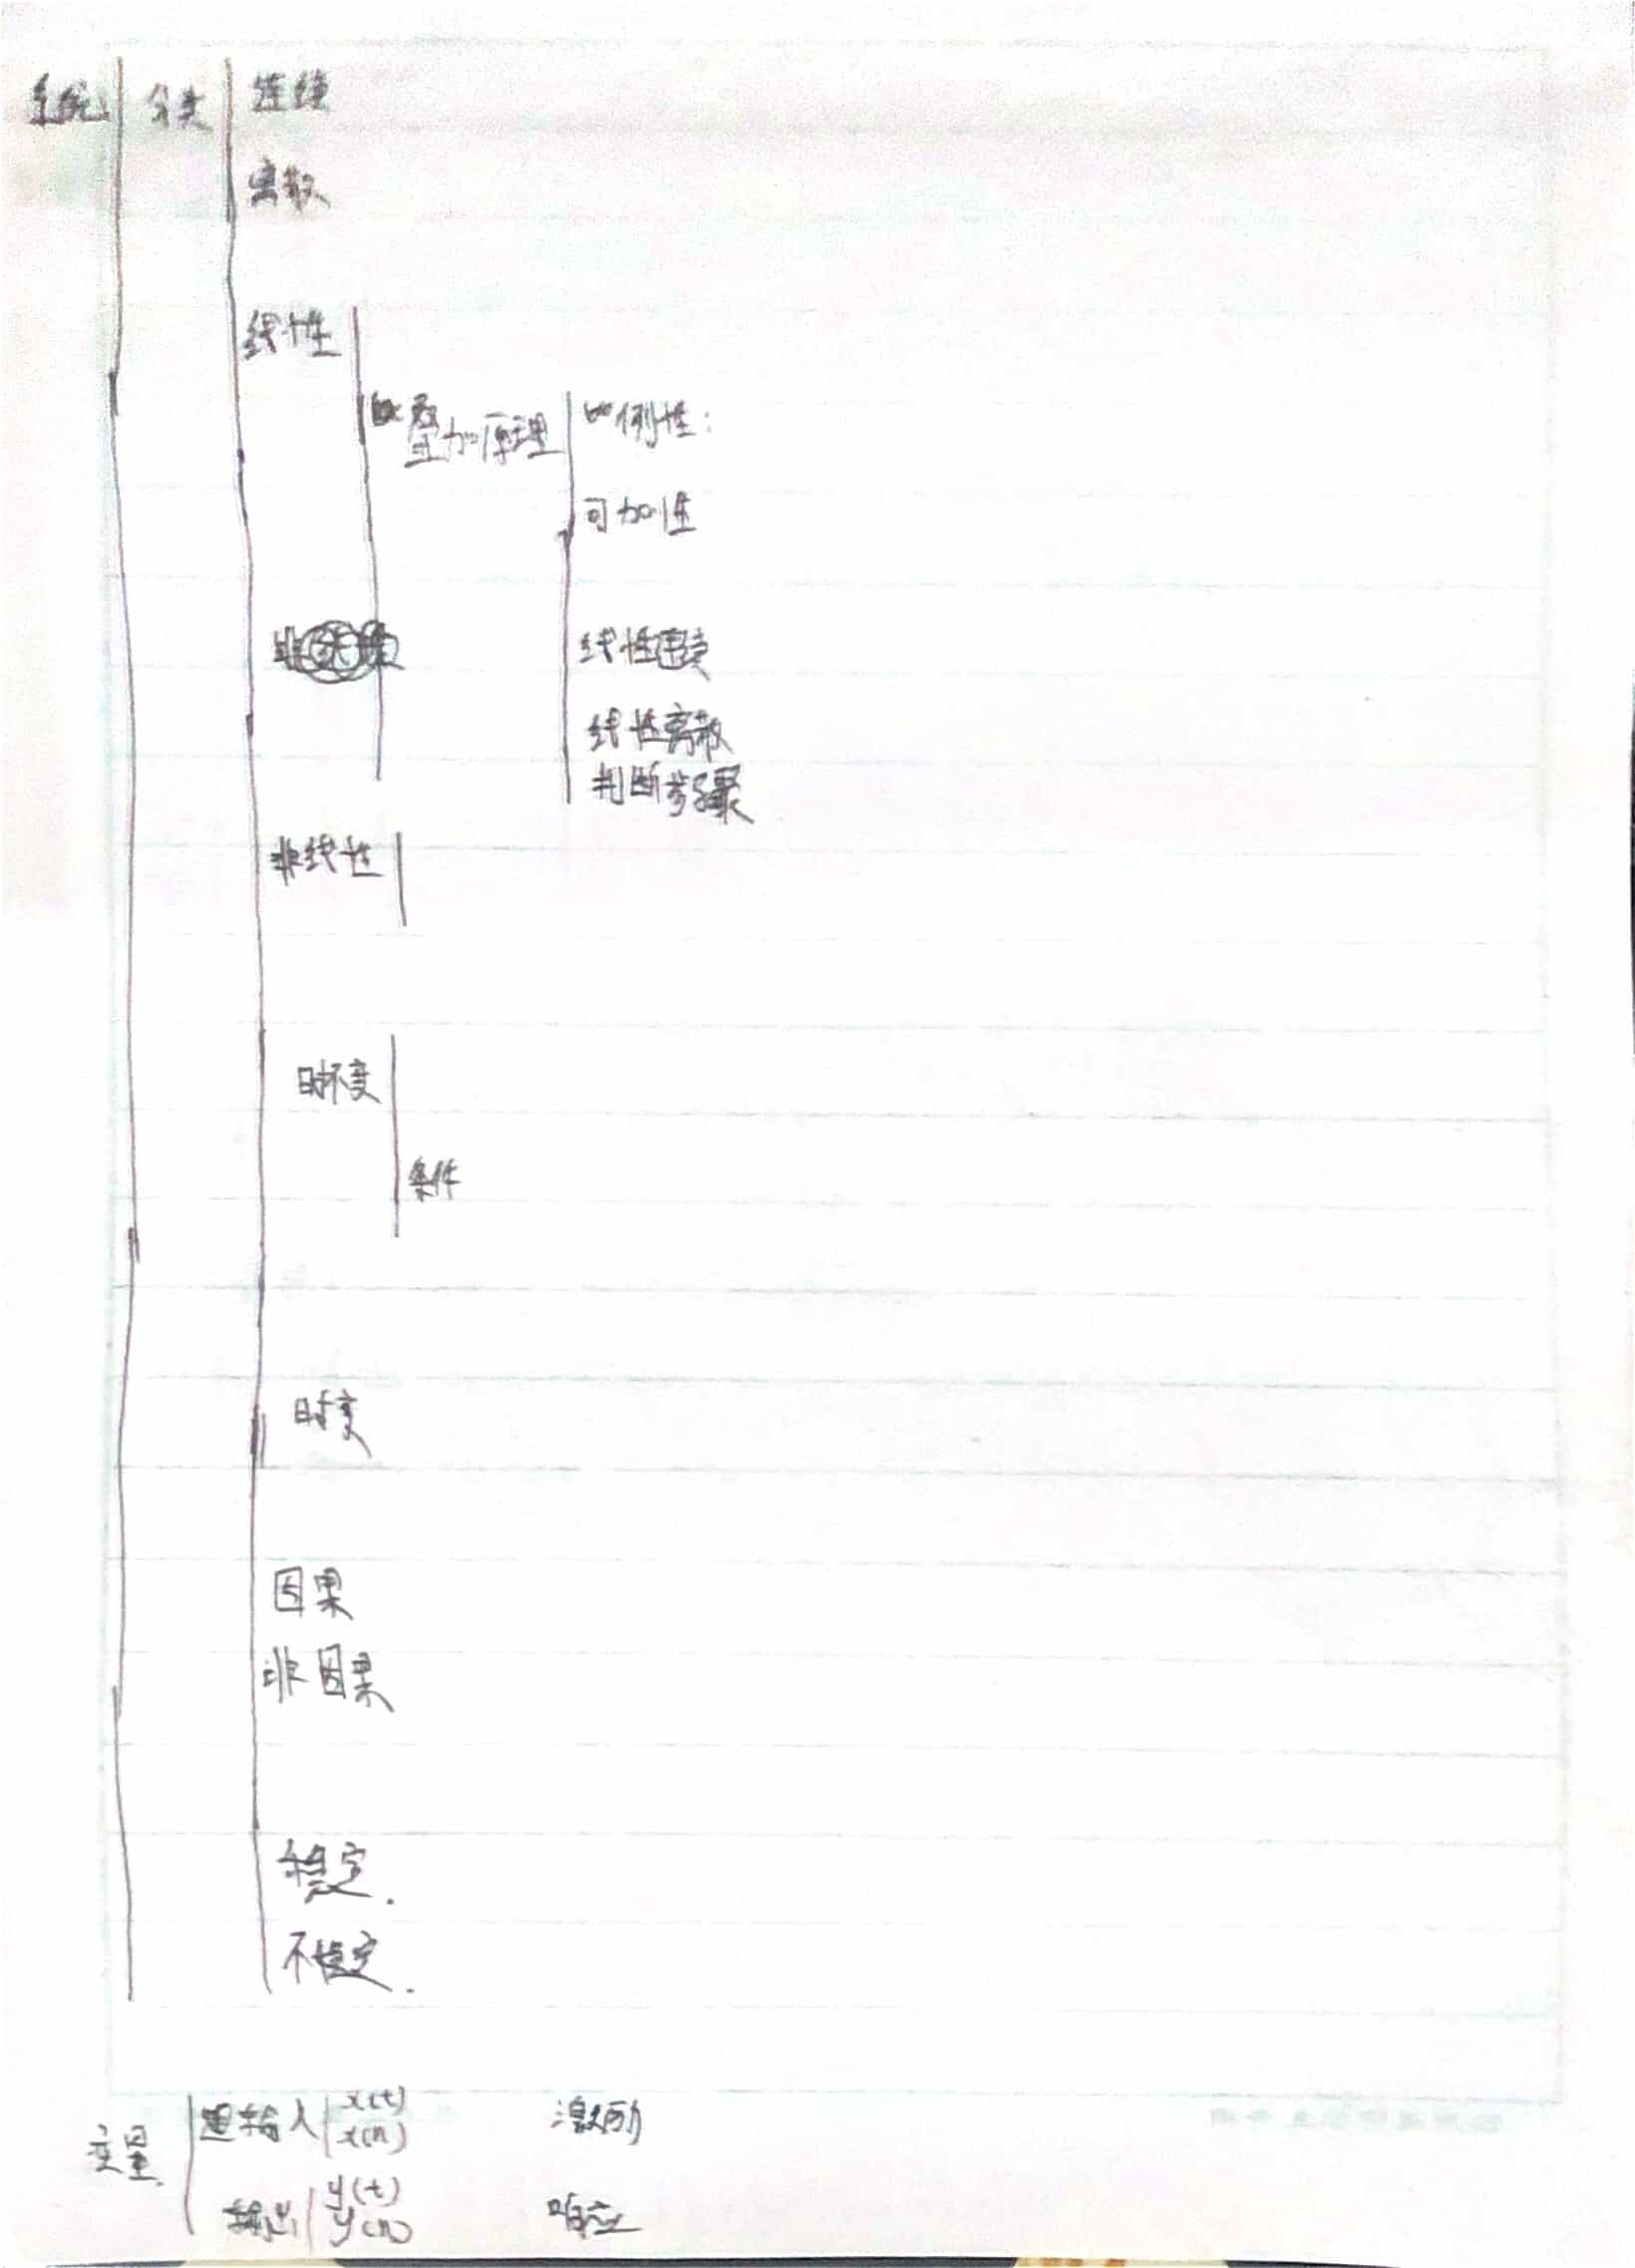 系统 分类 连续
离散
线性
叠加原理 比例性:
可加性
线性连续
线性离散
判断步骤
非线性
时不变
条件
时变
因果
非因果
稳定.
不稳定.
变量
输入 x(t) 激励
x(n)
输出 y(t) 响应
y(n)